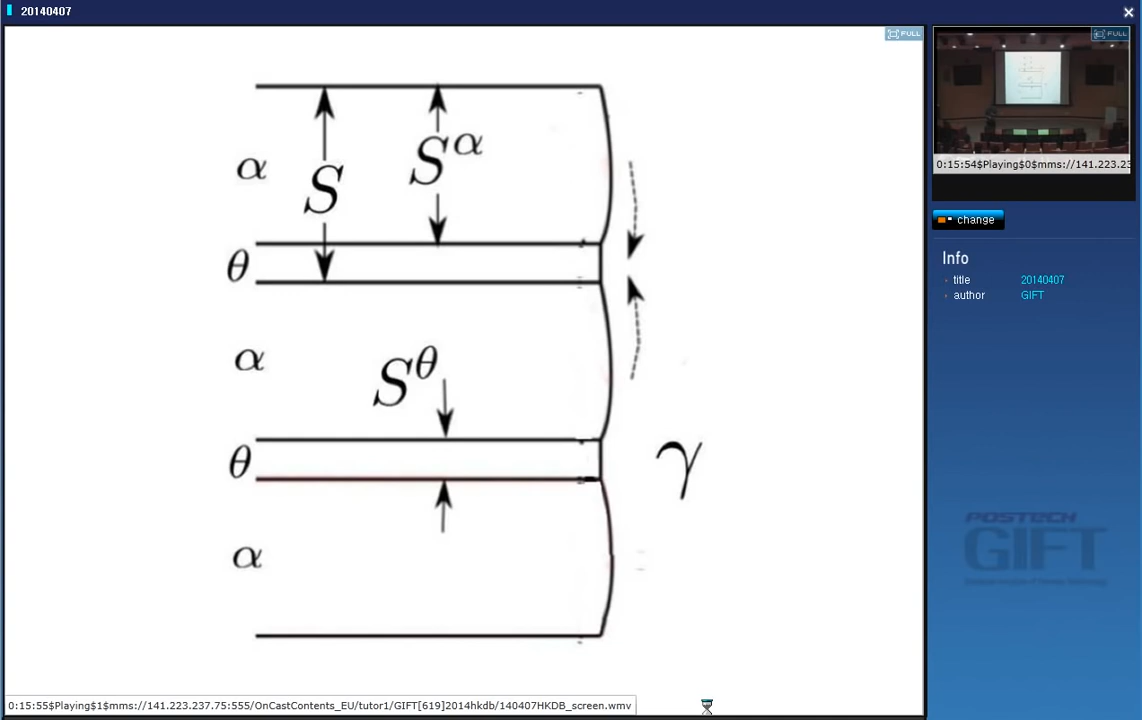 20140407
FULL
α
S
S^α
θ
α
S^θ
θ
γ
α
0:15:55$Playing$1$mms://141.223.237.75:555/OnCastContents_EU/tutor1/GIFT[619]2014hkdb/140407HKDB_screen.wmv
FULL
0:15:54$Playing$0$mms://141.223.23
change
Info
title 20140407
author GIFT
POSTECH
GIFT